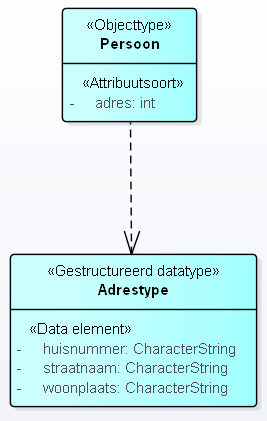 «Objecttype»
Persoon
«Attribuutsoort»
- adres: int
«Gestructureerd datatype»
Adrestype
«Data element»
- huisnummer: CharacterString
- straatnaam: CharacterString
- woonplaats: CharacterString